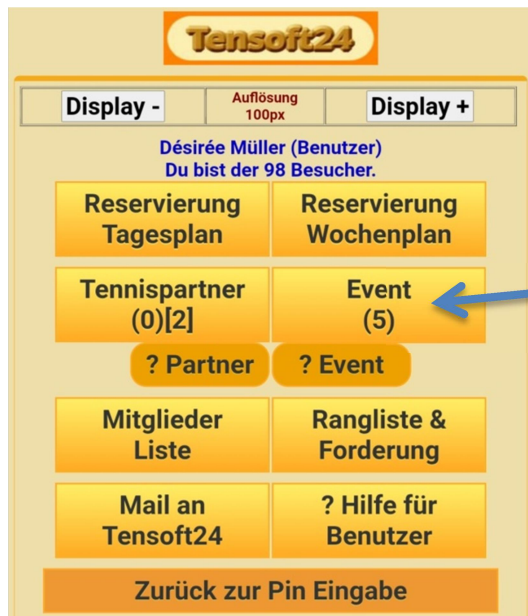 Tensoft24
Display -
Auflösung
100px
Display +
Désirée Müller (Benutzer)
Du bist der 98 Besucher.
Reservierung
Tagesplan
Reservierung
Wochenplan
Tennispartner
(0)[2]
Event
(5)
? Partner
? Event
Mitglieder
Liste
Rangliste &
Forderung
Mail an
Tensoft24
? Hilfe für
Benutzer
Zurück zur Pin Eingabe